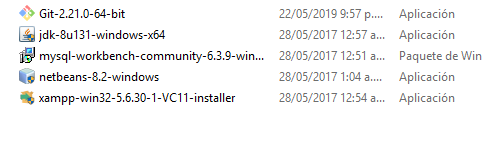 Git-2.21.0-64-bit 22/05/2019 9:57 p.... Aplicación
jdk-8u131-windows-x64 28/05/2017 12:57 a... Aplicación
mysql-workbench-community-6.3.9-win... 28/05/2017 12:51 a... Paquete de Win
netbeans-8.2-windows 28/05/2017 1:04 a.... Aplicación
xampp-win32-5.6.30-1-VC11-installer 28/05/2017 12:54 a... Aplicación